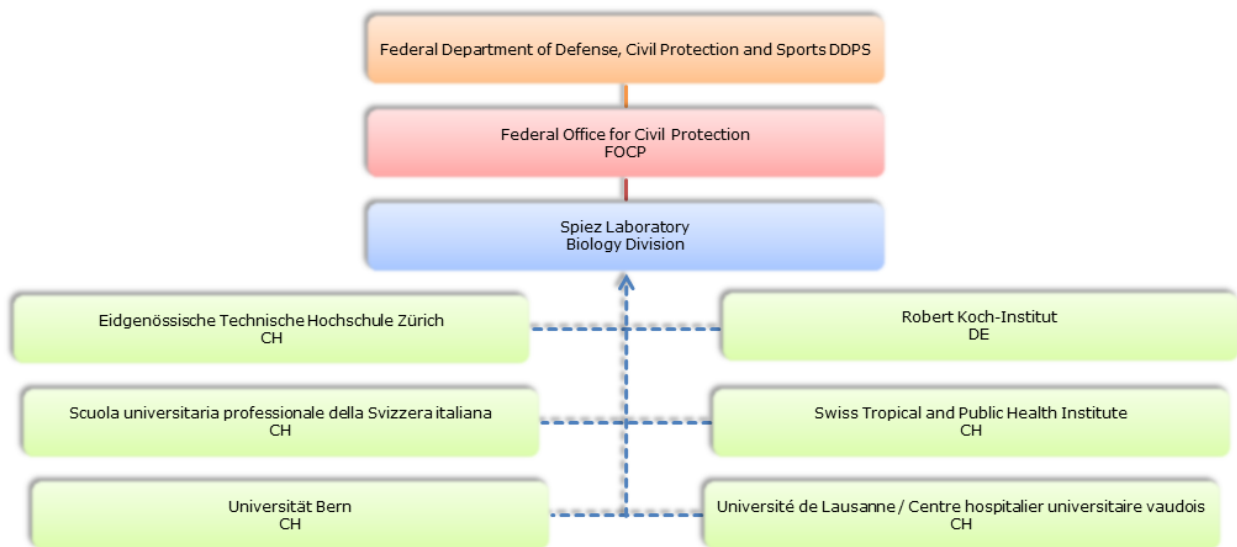 Federal Department of Defense, Civil Protection and Sports DDPS
Federal Office for Civil Protection
FOCP
Spiez Laboratory
Biology Division
Eidgenössische Technische Hochschule Zürich
CH
Robert Koch-Institut
DE
Scuola universitaria professionale della Svizzera italiana
CH
Swiss Tropical and Public Health Institute
CH
Universität Bern
CH
Université de Lausanne / Centre hospitalier universitaire vaudois
CH